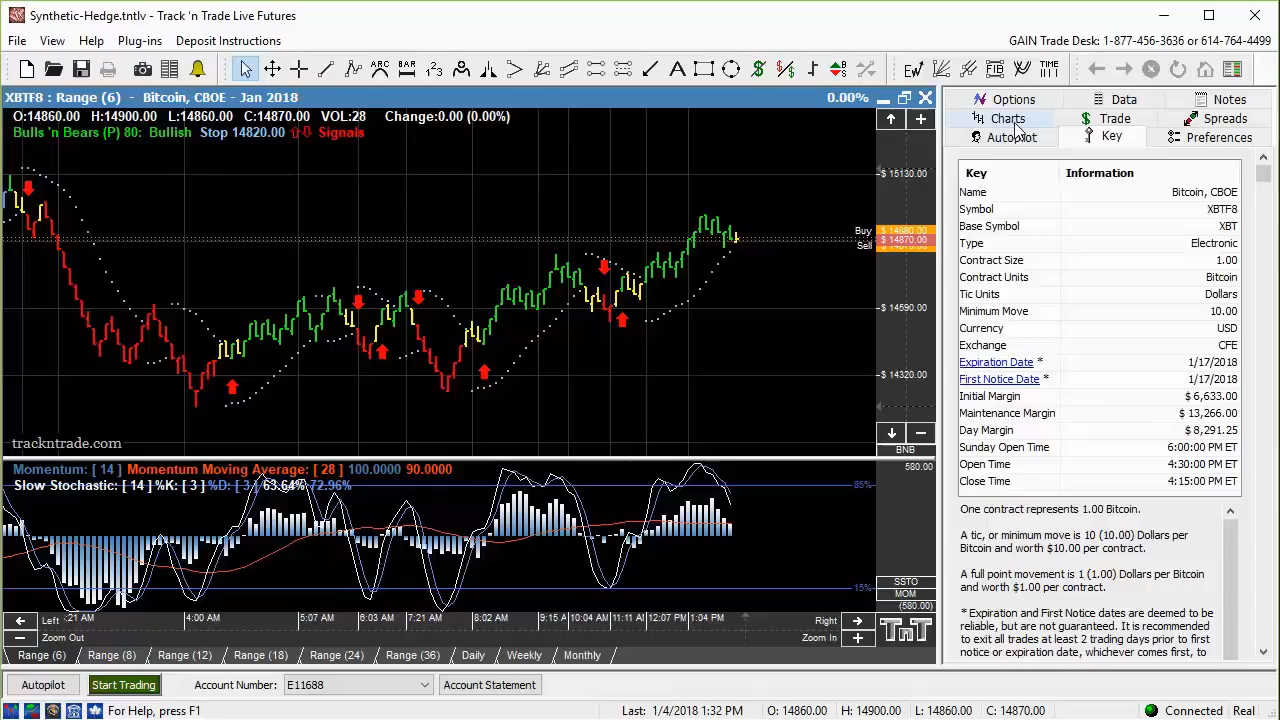 Synthetic-Hedge.tntlv - Track 'n Trade Live Futures
File View Help Plug-ins Deposit Instructions
GAIN Trade Desk: 1-877-456-3636 or 614-764-4499
ABC BAR 123 TIME
XBTF8 : Range (6) - Bitcoin, CBOE - Jan 2018 0.00%
O:14860.00 H:14900.00 L:14860.00 C:14870.00 VOL:28 Change:0.00 (0.00%)
Bulls 'n Bears (P) 80: Bullish Stop 14820.00 Signals
$ 15130.00
Buy $ 14880.00
$ 14870.00
Sell
$ 14590.00
$ 14320.00
trackntrade.com
BNB
Momentum: [ 14 ] Momentum Moving Average: [ 28 ] 100.0000 90.0000
580.00
Slow Stochastic: [ 14 ] %K: [ 3 ] %D: [ 3 ] 63.64% 72.96%
85%
15%
SSTO
MOM
(580.00)
Left :21 AM 4:00 AM 5:07 AM 6:03 AM 7:21 AM 8:02 AM 9:15 A 10:04 AM 11:11 Al 12:07 PM 1:04 PM Right
Zoom Out Zoom In
TnT
Range (6) Range (8) Range (12) Range (18) Range (24) Range (36) Daily Weekly Monthly
Options Data Notes
Charts Trade Spreads
Autopilot Key Preferences
Key Information
Name Bitcoin, CBOE
Symbol XBTF8
Base Symbol XBT
Type Electronic
Contract Size 1.00
Contract Units Bitcoin
Tic Units Dollars
Minimum Move 10.00
Currency USD
Exchange CFE
Expiration Date * 1/17/2018
First Notice Date * 1/17/2018
Initial Margin $ 6,633.00
Maintenance Margin $ 13,266.00
Day Margin $ 8,291.25
Sunday Open Time 6:00:00 PM ET
Open Time 4:30:00 PM ET
Close Time 4:15:00 PM ET
One contract represents 1.00 Bitcoin.
A tic, or minimum move is 10 (10.00) Dollars per
Bitcoin and worth $10.00 per contract.
A full point movement is 1 (1.00) Dollars per Bitcoin
and worth $1.00 per contract.
* Expiration and First Notice dates are deemed to be
reliable, but are not guaranteed. It is recommended
to exit all trades at least 2 trading days prior to first
notice or expiration date, whichever comes first, to
Autopilot Start Trading Account Number: E11688 Account Statement
For Help, press F1 Last: 1/4/2018 1:32 PM O: 14860.00 H: 14900.00 L: 14860.00 C: 14870.00 Connected Real